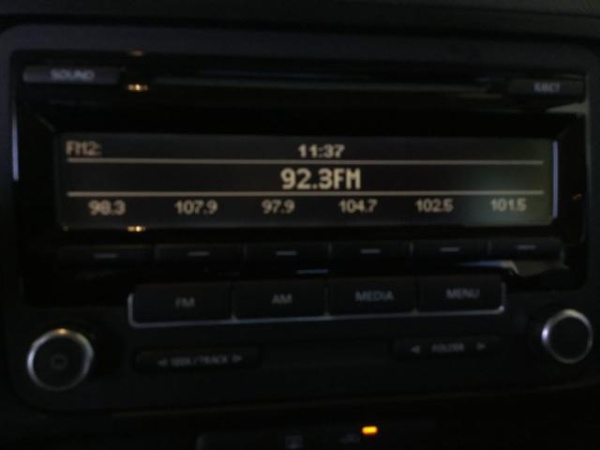 SOUND EJECT
FM2: 11:37
92.3FM
98.3 107.9 97.9 104.7 102.5 101.5
FM AM MEDIA MENU
SEEK/TRACK FOLDER